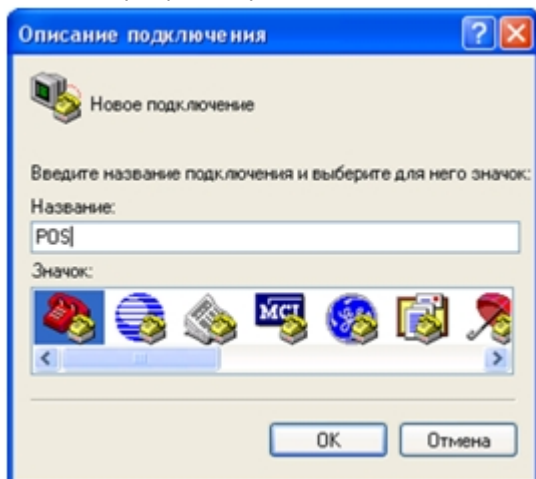 Описание подключения
Новое подключение
Введите название подключения и выберите для него значок:
Название:
POS
Значок:
MCI
OK
Отмена